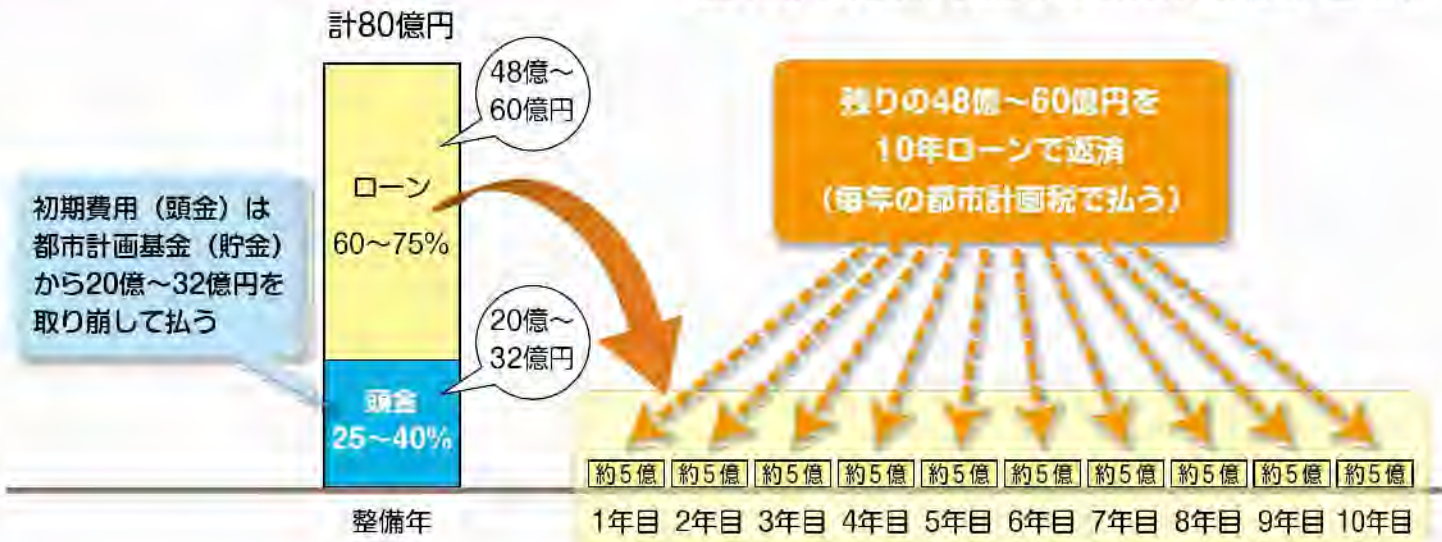 計80億円
48億～
60億円
ローン
60～75%
初期費用（頭金）は
都市計画基金（貯金）
から20億～32億円を
取り崩して払う
20億～
32億円
頭金
25～40%
残りの48億～60億円を
10年ローンで返済
（毎年の都市計画税で払う）
約5億 約5億 約5億 約5億 約5億 約5億 約5億 約5億 約5億 約5億
整備年 1年目 2年目 3年目 4年目 5年目 6年目 7年目 8年目 9年目 10年目